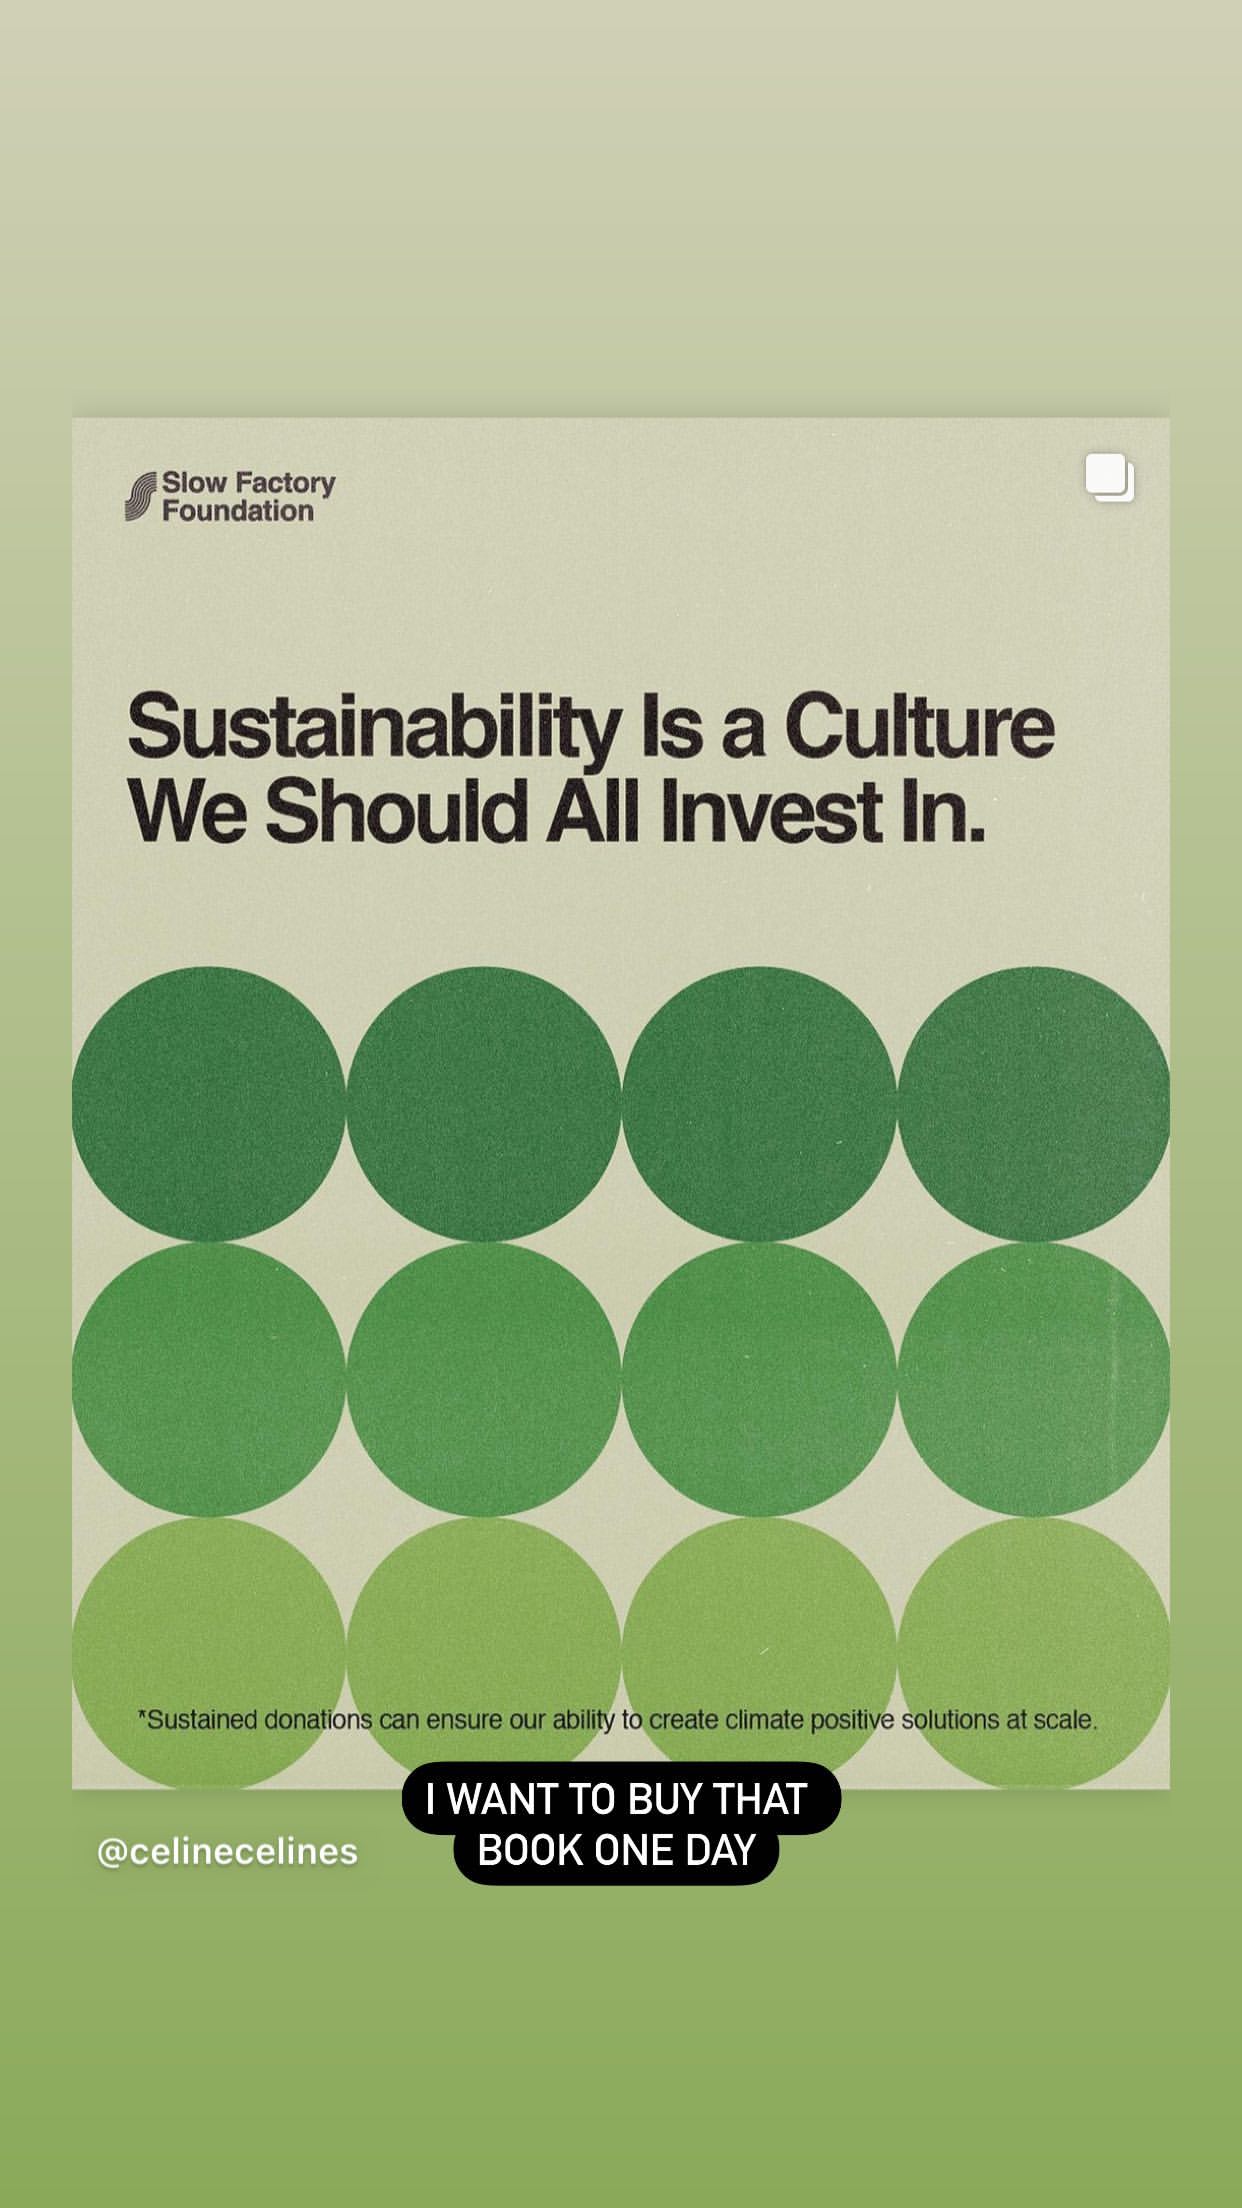 Slow Factory
Foundation
Sustainability Is a Culture
We Should All Invest In.
*Sustained donations can ensure our ability to create climate positive solutions at scale.
I WANT TO BUY THAT
BOOK ONE DAY
@celinecelines